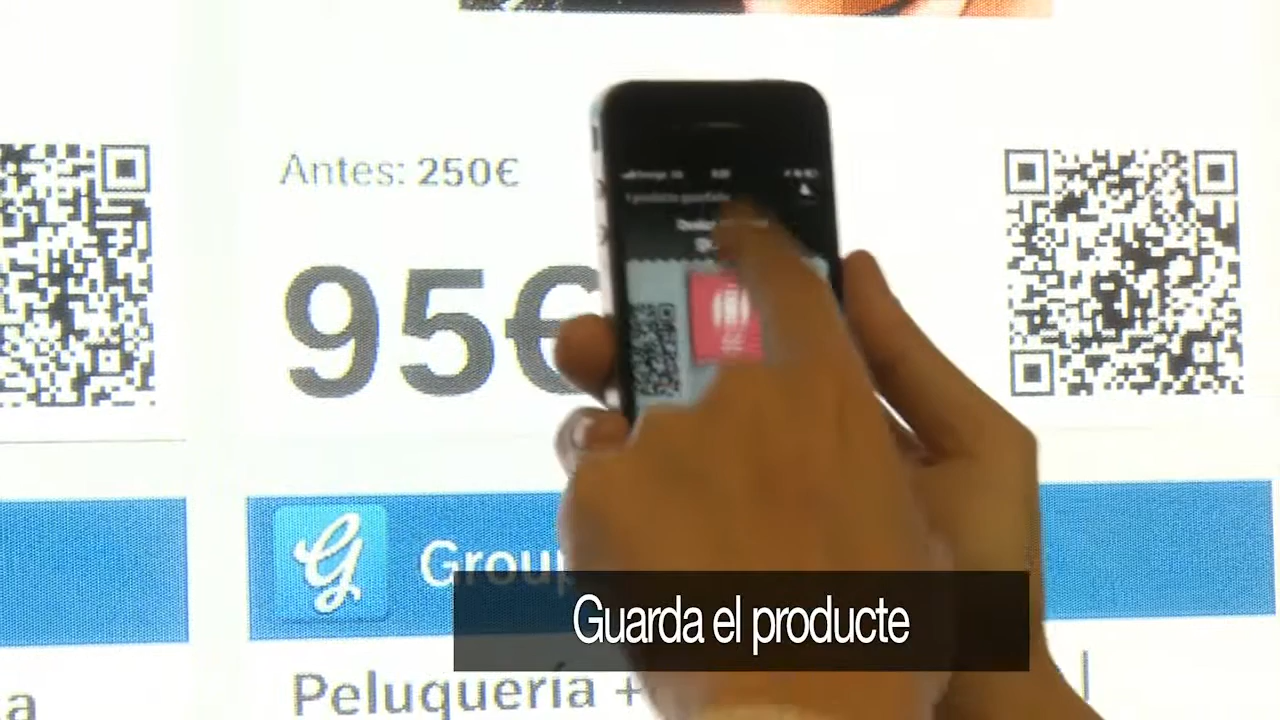 Antes: 250€
95€
G
Group
Guarda el producte
Peluquería +
a